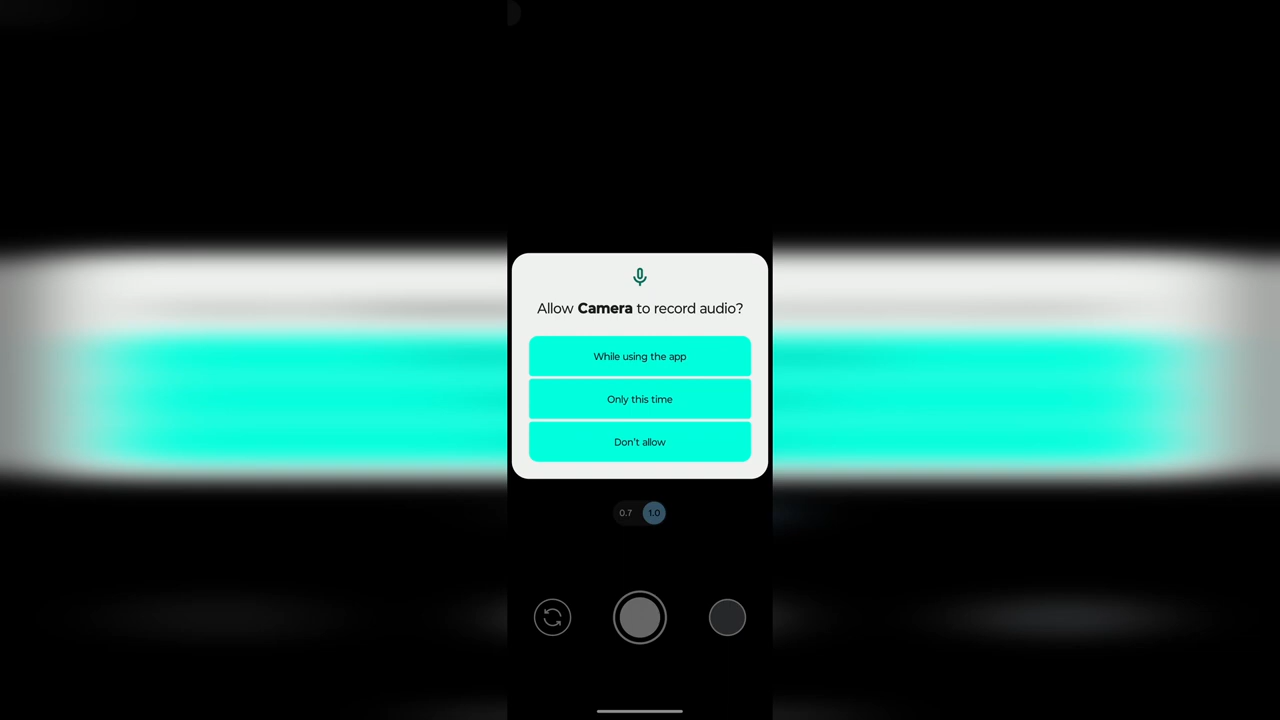 Allow Camera to record audio?
While using the app
Only this time
Don't allow
0.7 1.0